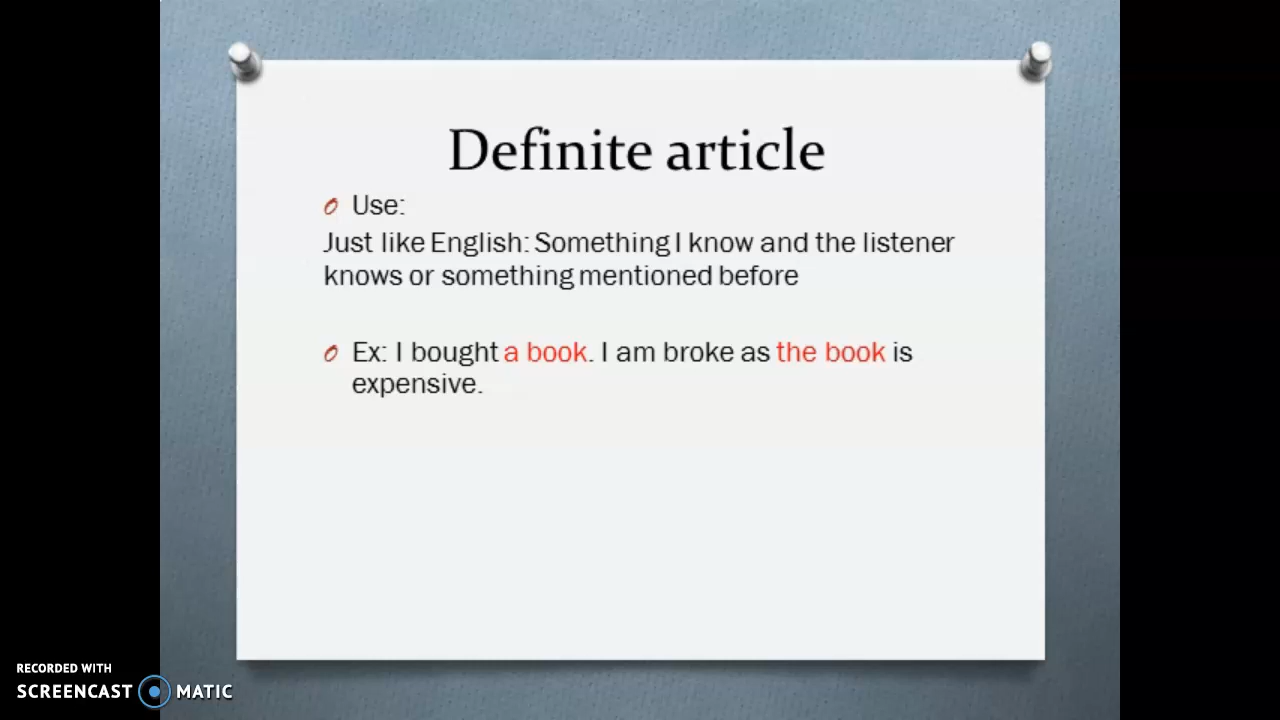 Definite article
Use:
Just like English: Something I know and the listener
knows or something mentioned before
Ex: I bought a book. I am broke as the book is
expensive.
RECORDED WITH
SCREENCAST MATIC